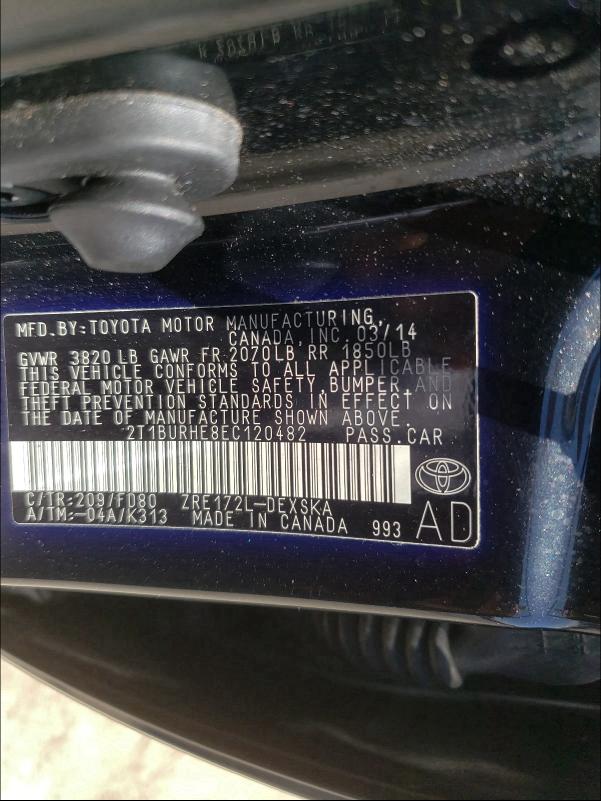 MFD.BY:TOYOTA MOTOR MANUFACTURING,
CANADA, INC. 03/14
GVWR 3820 LB GAWR FR 2070LB RR 1850LB
THIS VEHICLE CONFORMS TO ALL APPLICABLE
FEDERAL MOTOR VEHICLE SAFETY, BUMPER, AND
THEFT PREVENTION STANDARDS IN EFFECT ON
THE DATE OF MANUFACTURE SHOWN ABOVE.
2T1BURHE8EC120482 PASS.CAR
C/TR:209/FD80 ZRE172L-DEXSKA
A/TM:-04A/K313 MADE IN CANADA 993 AD